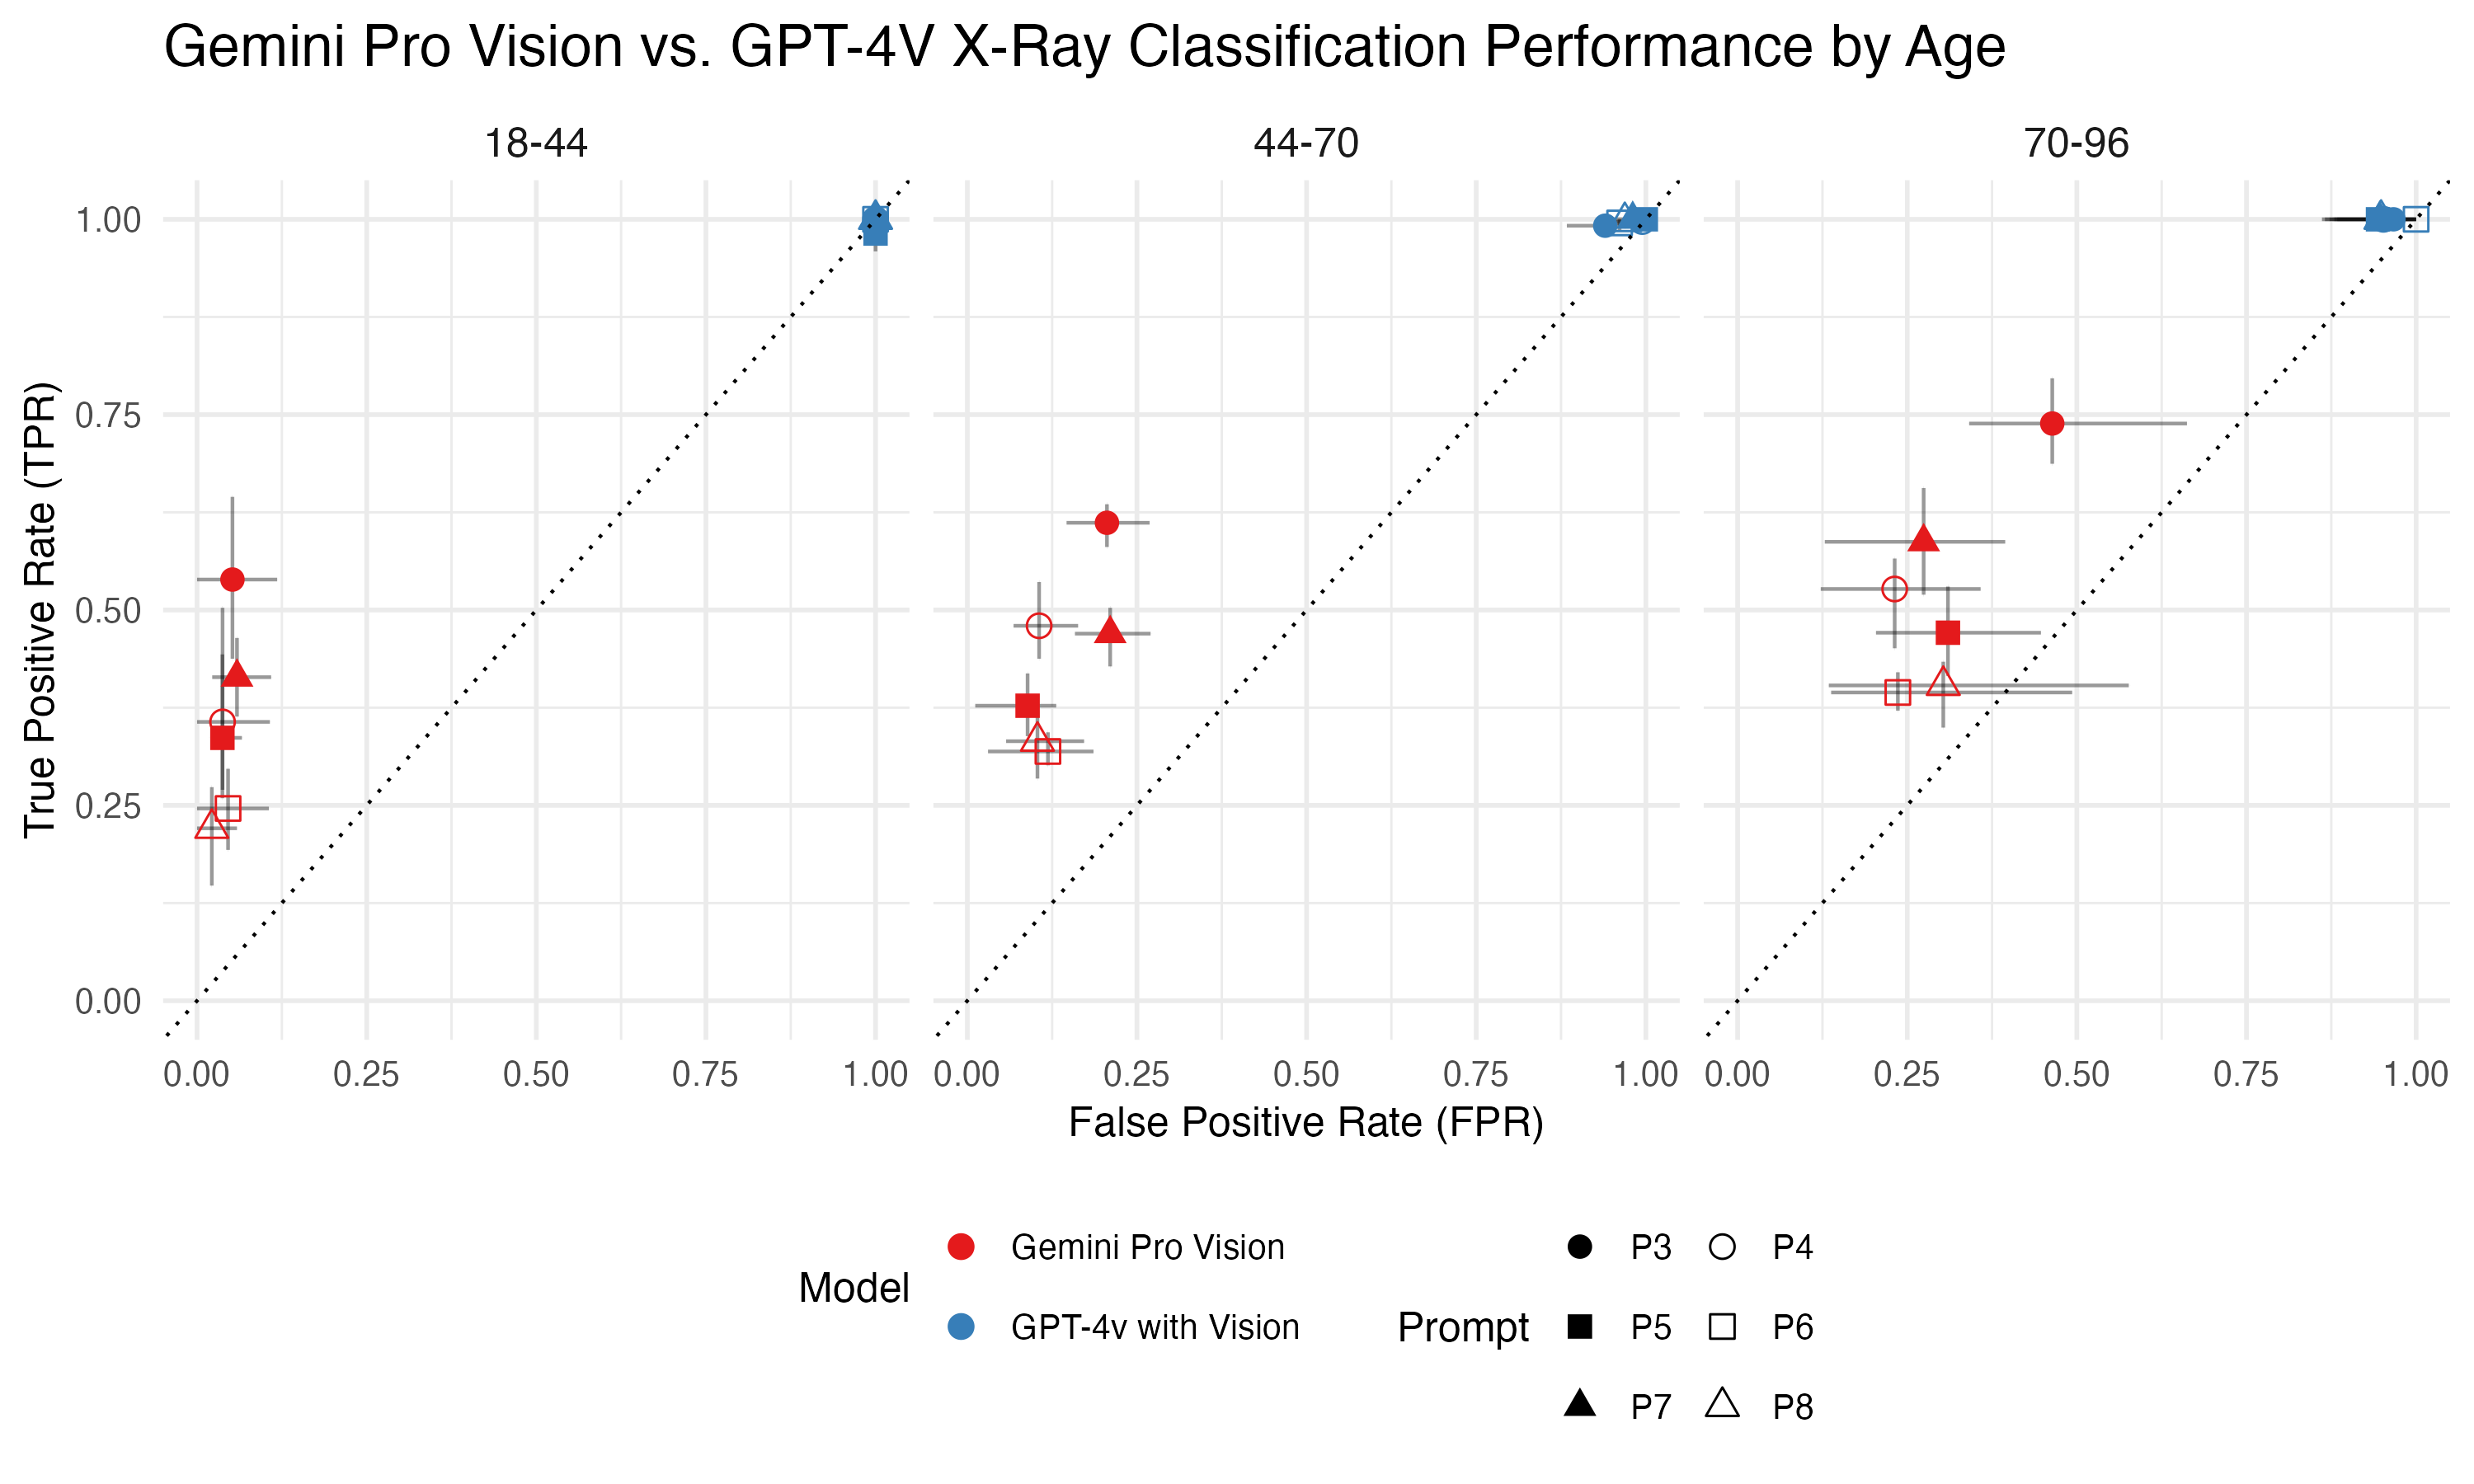 Gemini Pro Vision vs. GPT-4V X-Ray Classification Performance by Age
18-44 44-70 70-96
True Positive Rate (TPR)
1.00
0.75
0.50
0.25
0.00
0.00 0.25 0.50 0.75 1.00 0.00 0.25 0.50 0.75 1.00 0.00 0.25 0.50 0.75 1.00
False Positive Rate (FPR)
Model
Gemini Pro Vision
GPT-4v with Vision
Prompt
P3 P4
P5 P6
P7 P8